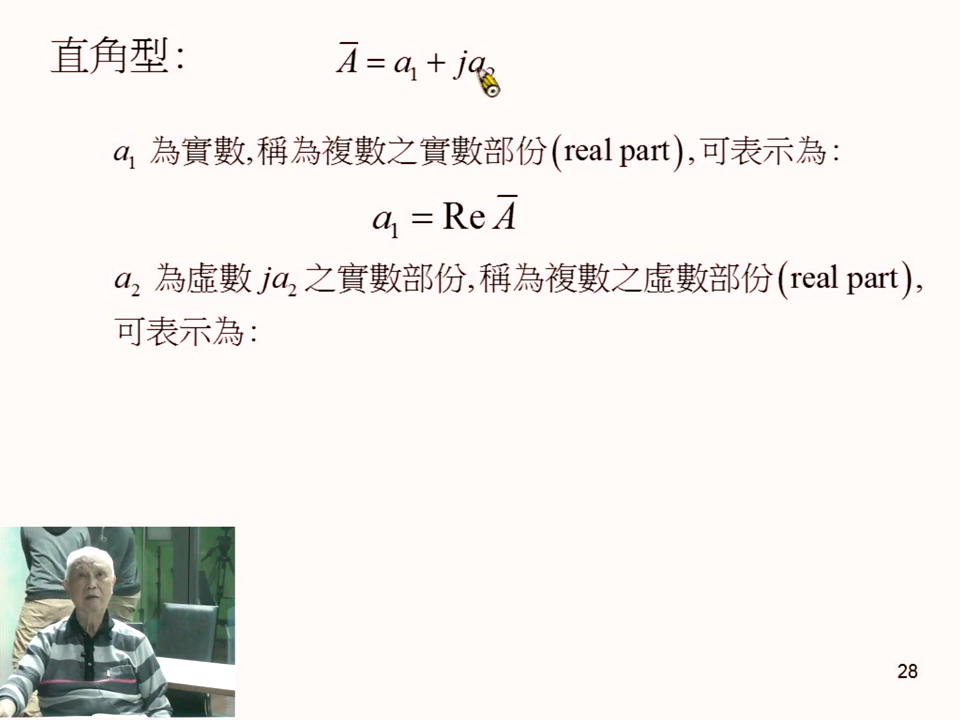 直角型: A̅ = a₁ + ja₂
a₁ 為實數,稱為複數之實數部份(real part),可表示為:
a₁ = Re A̅
a₂ 為虛數 ja₂ 之實數部份,稱為複數之虛數部份(real part),
可表示為:
28